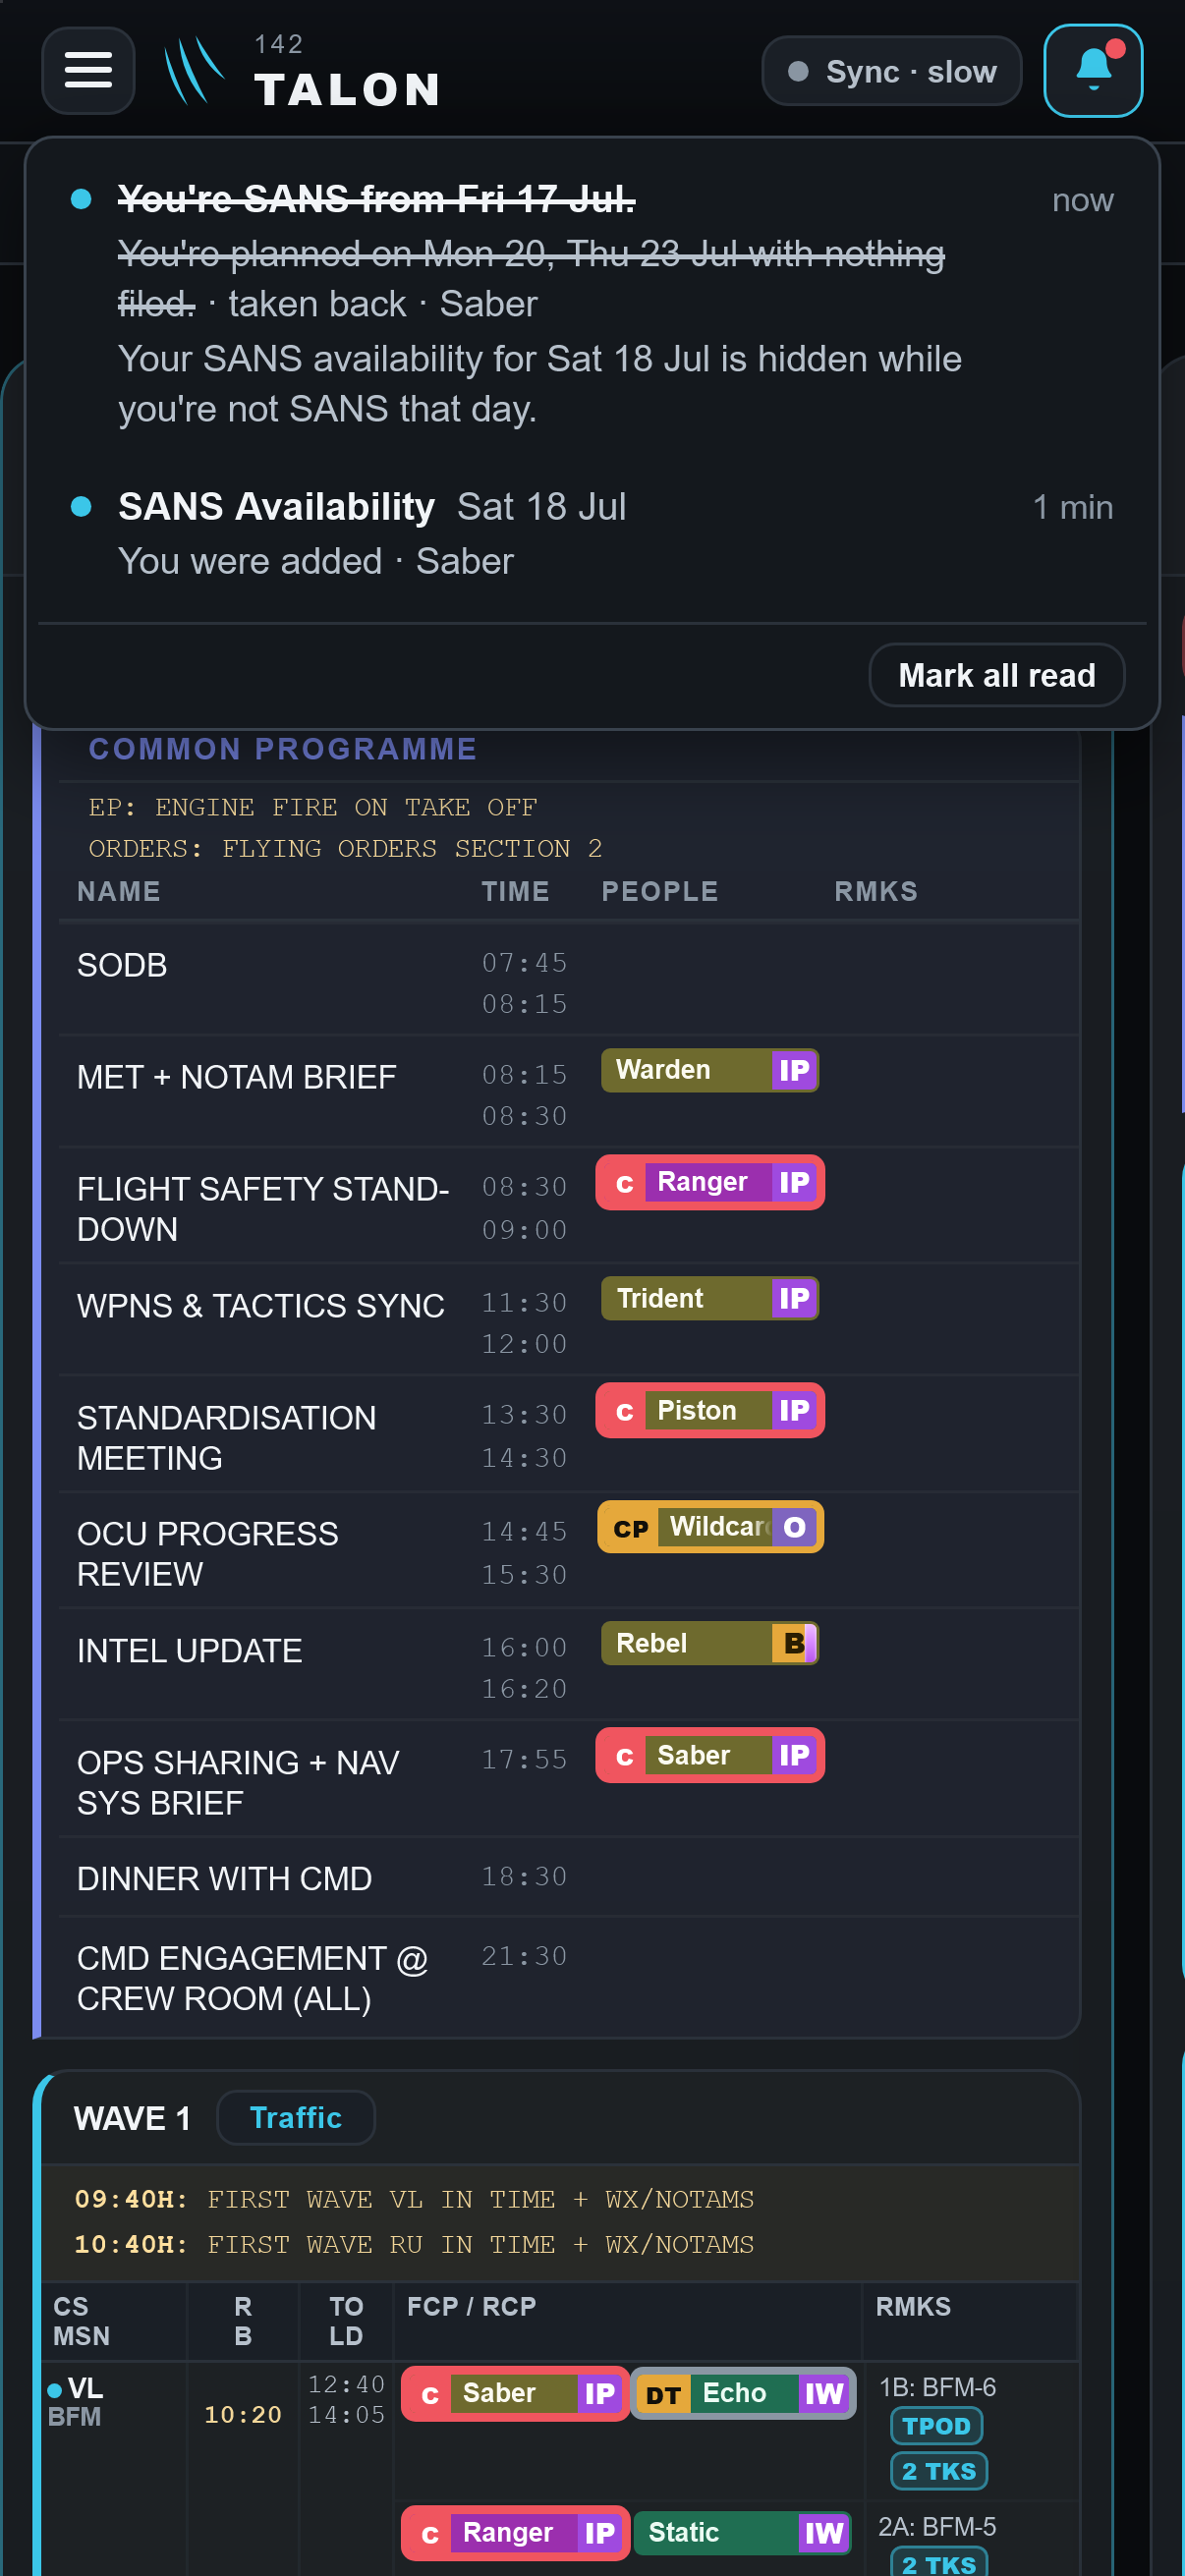 142
TALON
Sync · slow
You're SANS from Fri 17 Jul.
now
You're planned on Mon 20, Thu 23 Jul with nothing
filed. · taken back · Saber
Your SANS availability for Sat 18 Jul is hidden while
you're not SANS that day.
SANS Availability Sat 18 Jul
1 min
You were added · Saber
Mark all read
COMMON PROGRAMME
EP: ENGINE FIRE ON TAKE OFF
ORDERS: FLYING ORDERS SECTION 2
NAME TIME PEOPLE RMKS
SODB 07:45
08:15
MET + NOTAM BRIEF 08:15 Warden IP
08:30
FLIGHT SAFETY STAND- 08:30 C Ranger IP
DOWN 09:00
WPNS & TACTICS SYNC 11:30 Trident IP
12:00
STANDARDISATION 13:30 C Piston IP
MEETING 14:30
OCU PROGRESS 14:45 CP Wildcard O
REVIEW 15:30
INTEL UPDATE 16:00 Rebel B
16:20
OPS SHARING + NAV 17:55 C Saber IP
SYS BRIEF
DINNER WITH CMD 18:30
CMD ENGAGEMENT @ 21:30
CREW ROOM (ALL)
WAVE 1 Traffic
09:40H: FIRST WAVE VL IN TIME + WX/NOTAMS
10:40H: FIRST WAVE RU IN TIME + WX/NOTAMS
CS R TO FCP / RCP RMKS
MSN B LD
VL 12:40 C Saber IP DT Echo IW 1B: BFM-6
BFM 10:20 14:05 TPOD
2 TKS
C Ranger IP Static IW 2A: BFM-5
2 TKS